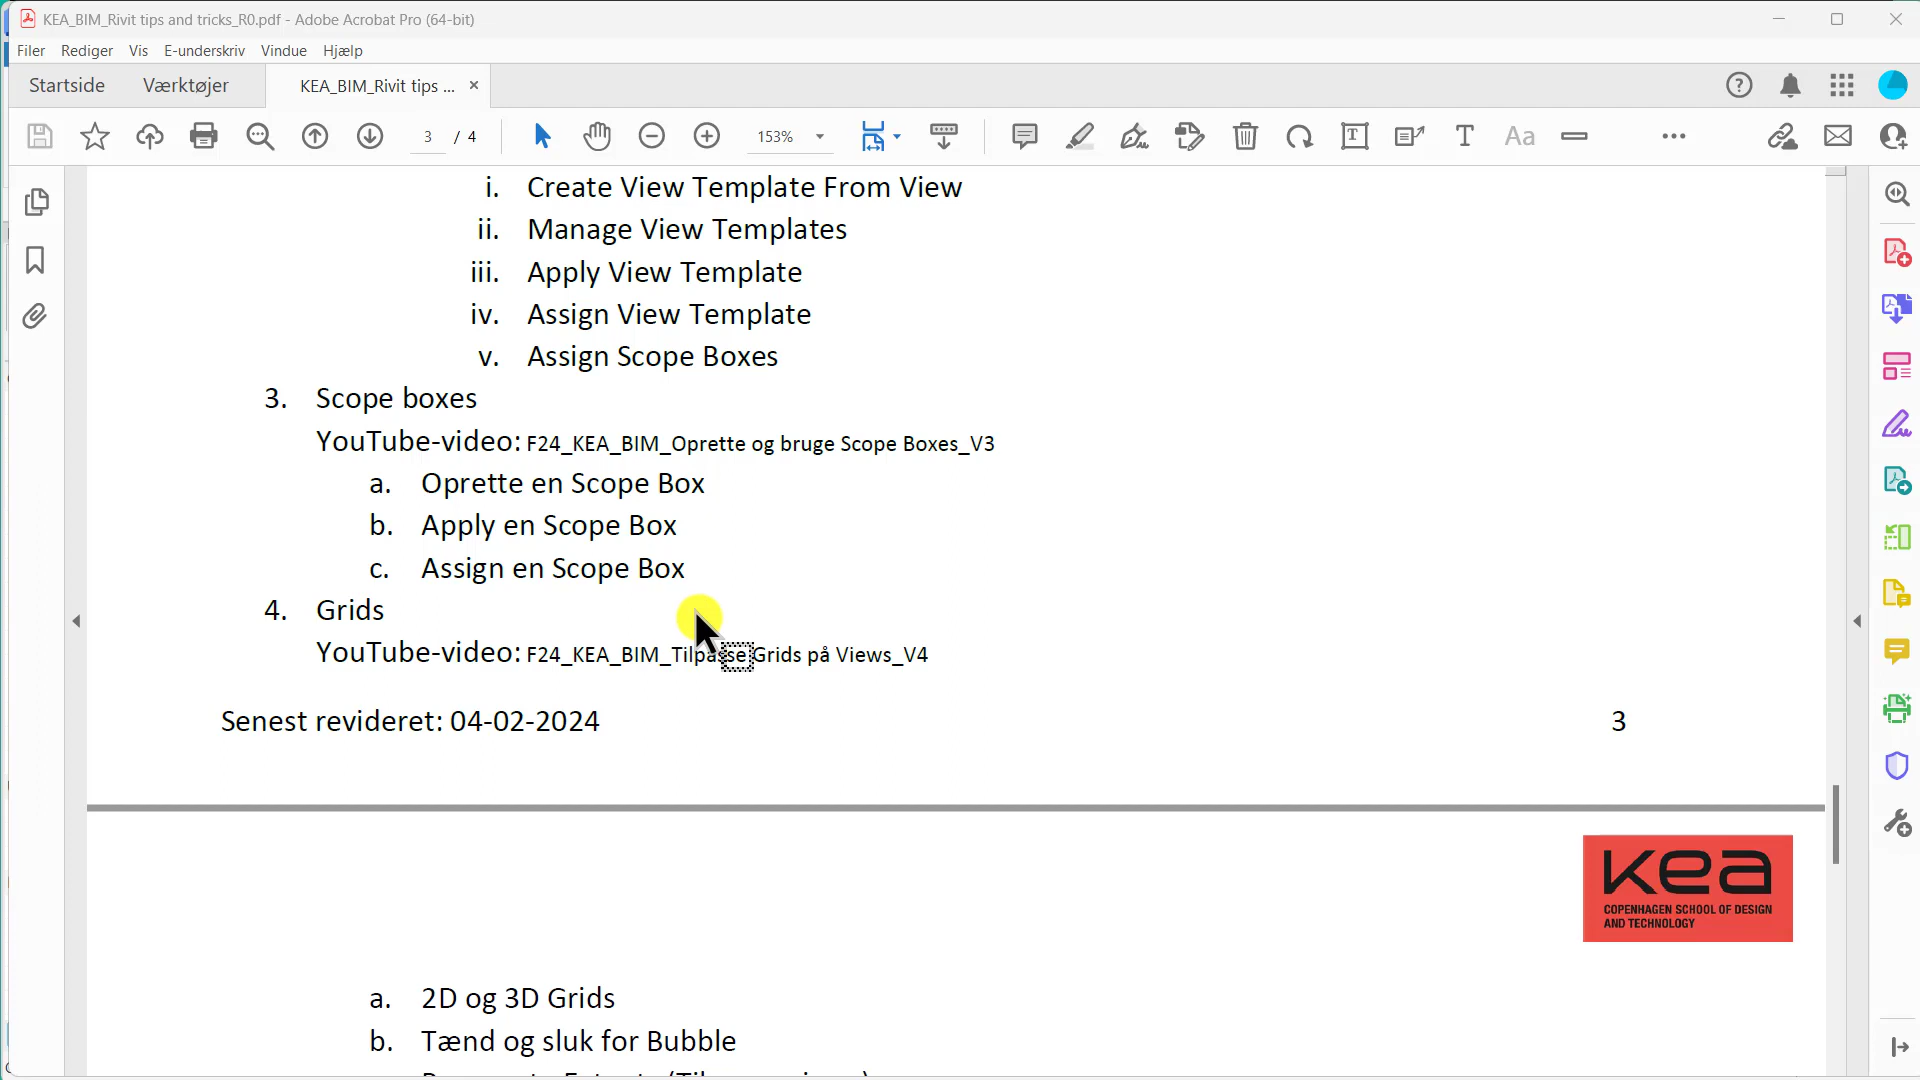 KEA_BIM_Rivit tips and tricks_R0.pdf - Adobe Acrobat Pro (64-bit)
Filer Rediger Vis E-underskriv Vindue Hjælp
Startside Værktøjer KEA_BIM_Rivit tips ... ×
3 / 4 153%
i. Create View Template From View
ii. Manage View Templates
iii. Apply View Template
iv. Assign View Template
v. Assign Scope Boxes
3. Scope boxes
YouTube-video: F24_KEA_BIM_Oprette og bruge Scope Boxes_V3
a. Oprette en Scope Box
b. Apply en Scope Box
c. Assign en Scope Box
4. Grids
YouTube-video: F24_KEA_BIM_Tilpasse Grids på Views_V4
Senest revideret: 04-02-2024 3
kea
COPENHAGEN SCHOOL OF DESIGN
AND TECHNOLOGY
a. 2D og 3D Grids
b. Tænd og sluk for Bubble